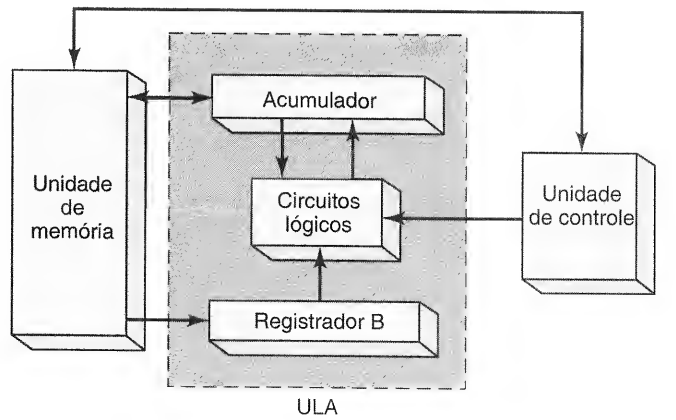 Acumulador
Unidade
de
memória
Circuitos
lógicos
Unidade
de controle
Registrador B
ULA